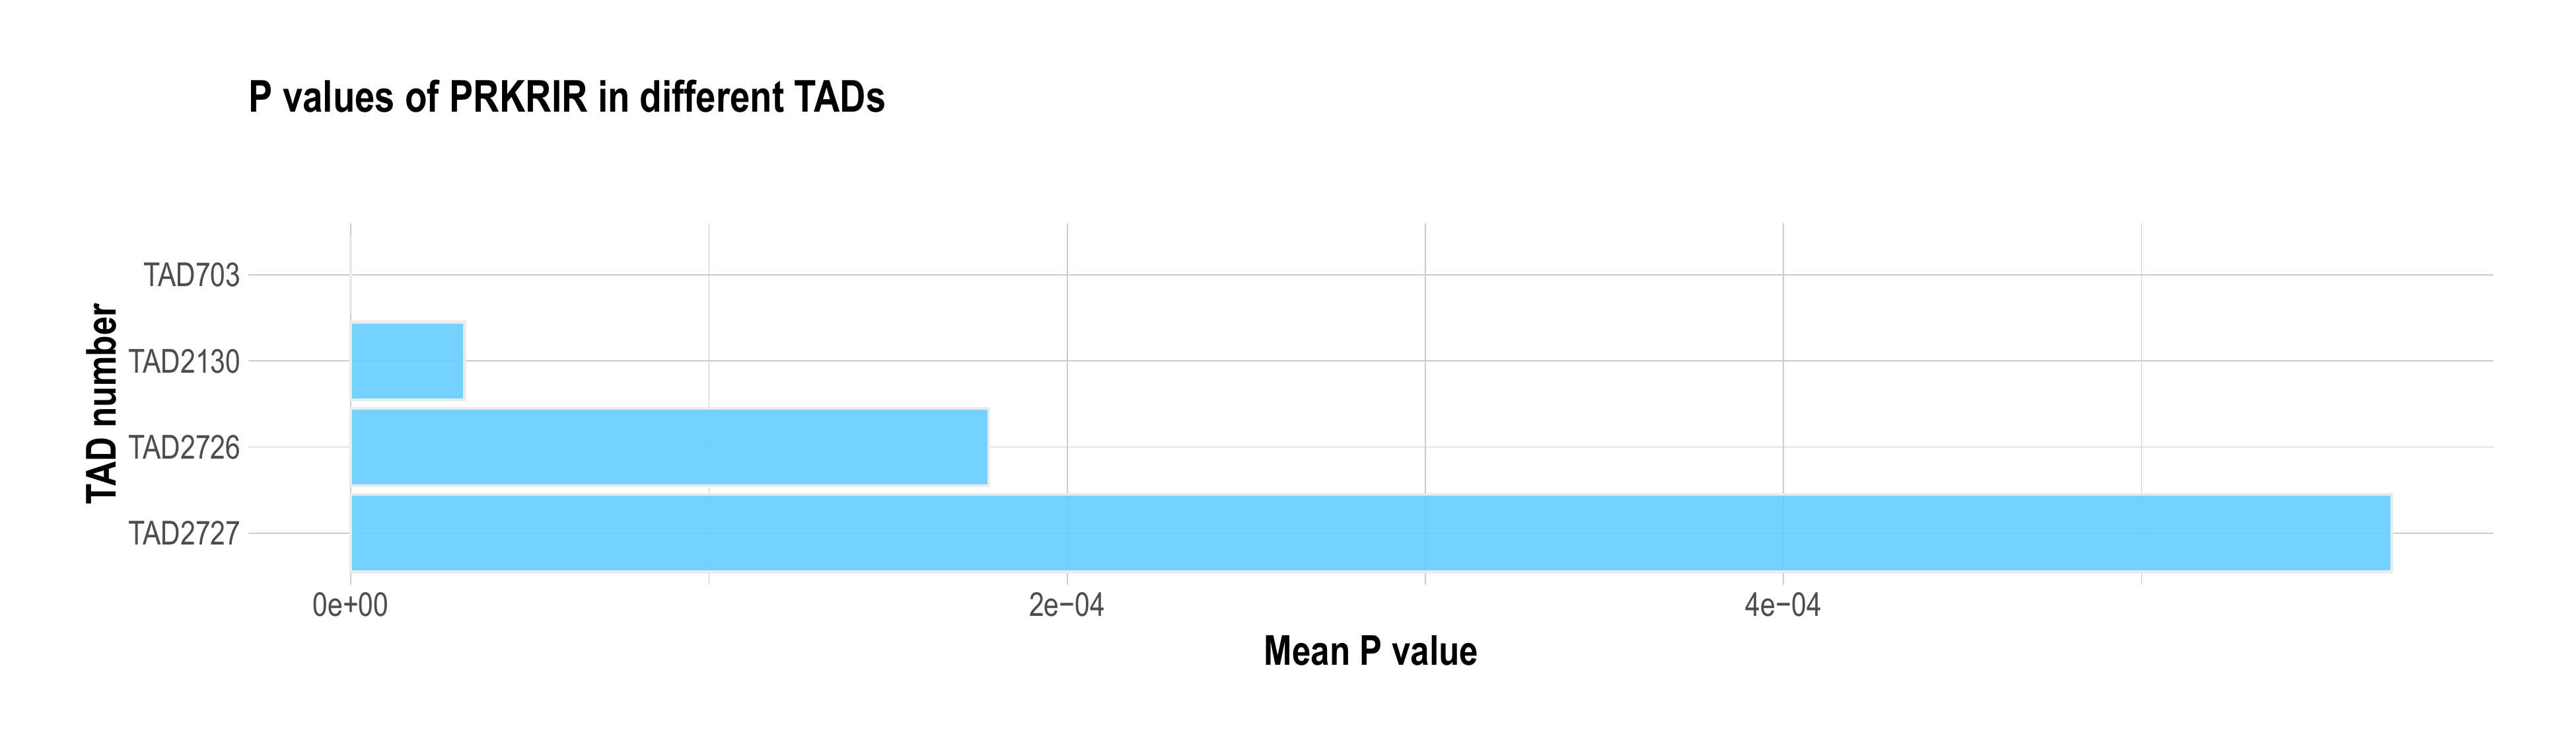 P values of PRKRIR in different TADs
TAD number
TAD703
TAD2130
TAD2726
TAD2727
0e+00
2e−04
4e−04
Mean P value